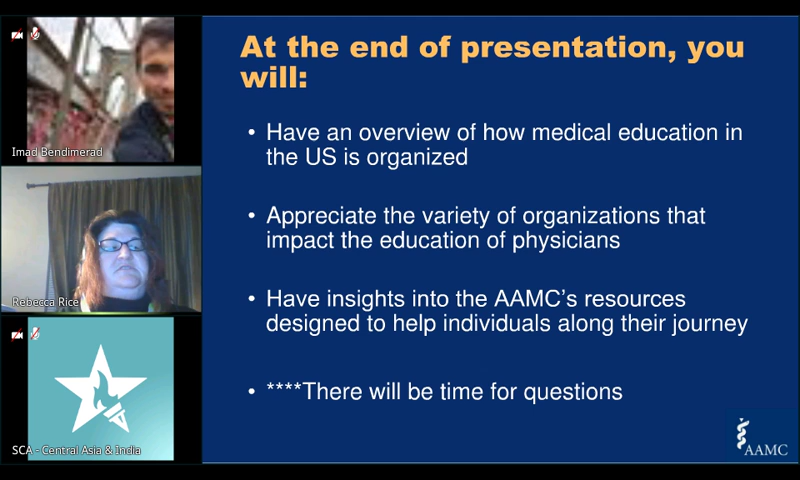 At the end of presentation, you
will:
• Have an overview of how medical education in
the US is organized
• Appreciate the variety of organizations that
impact the education of physicians
• Have insights into the AAMC's resources
designed to help individuals along their journey
• ****There will be time for questions
AAMC
Imad Bendimerad
Rebecca Rice
SCA - Central Asia & India